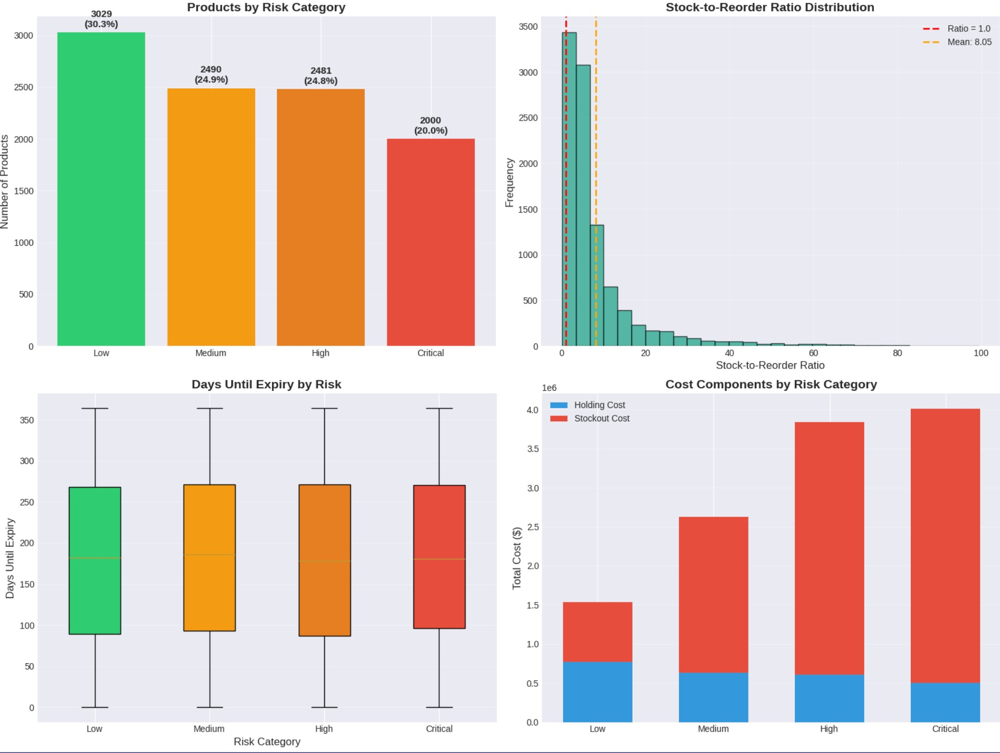 Products by Risk Category
3029
(30.3%)
2490
(24.9%)
2481
(24.8%)
2000
(20.0%)
Number of Products
3000
2500
2000
1500
1000
500
0
Low Medium High Critical
Stock-to-Reorder Ratio Distribution
Ratio = 1.0
Mean: 8.05
Frequency
3500
3000
2500
2000
1500
1000
500
0
0 20 40 60 80 100
Stock-to-Reorder Ratio
Days Until Expiry by Risk
Days Until Expiry
350
300
250
200
150
100
50
0
Low Medium High Critical
Risk Category
Cost Components by Risk Category
1e6
Holding Cost
Stockout Cost
Total Cost ($)
4.0
3.5
3.0
2.5
2.0
1.5
1.0
0.5
0.0
Low Medium High Critical